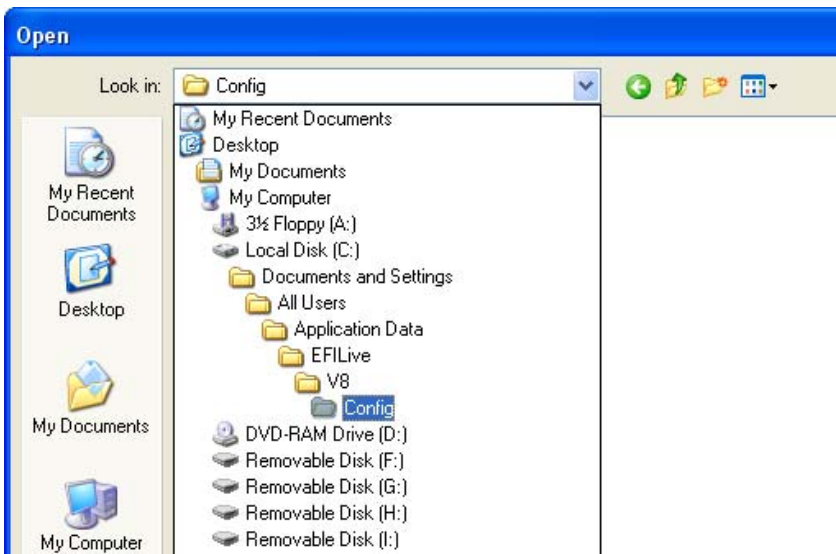 Open
Look in:
Config
My Recent Documents
Desktop
My Documents
My Computer
3½ Floppy (A:)
Local Disk (C:)
Documents and Settings
All Users
Application Data
EFILive
V8
Config
DVD-RAM Drive (D:)
Removable Disk (F:)
Removable Disk (G:)
Removable Disk (H:)
Removable Disk (I:)
My Recent
Documents
Desktop
My Documents
My Computer